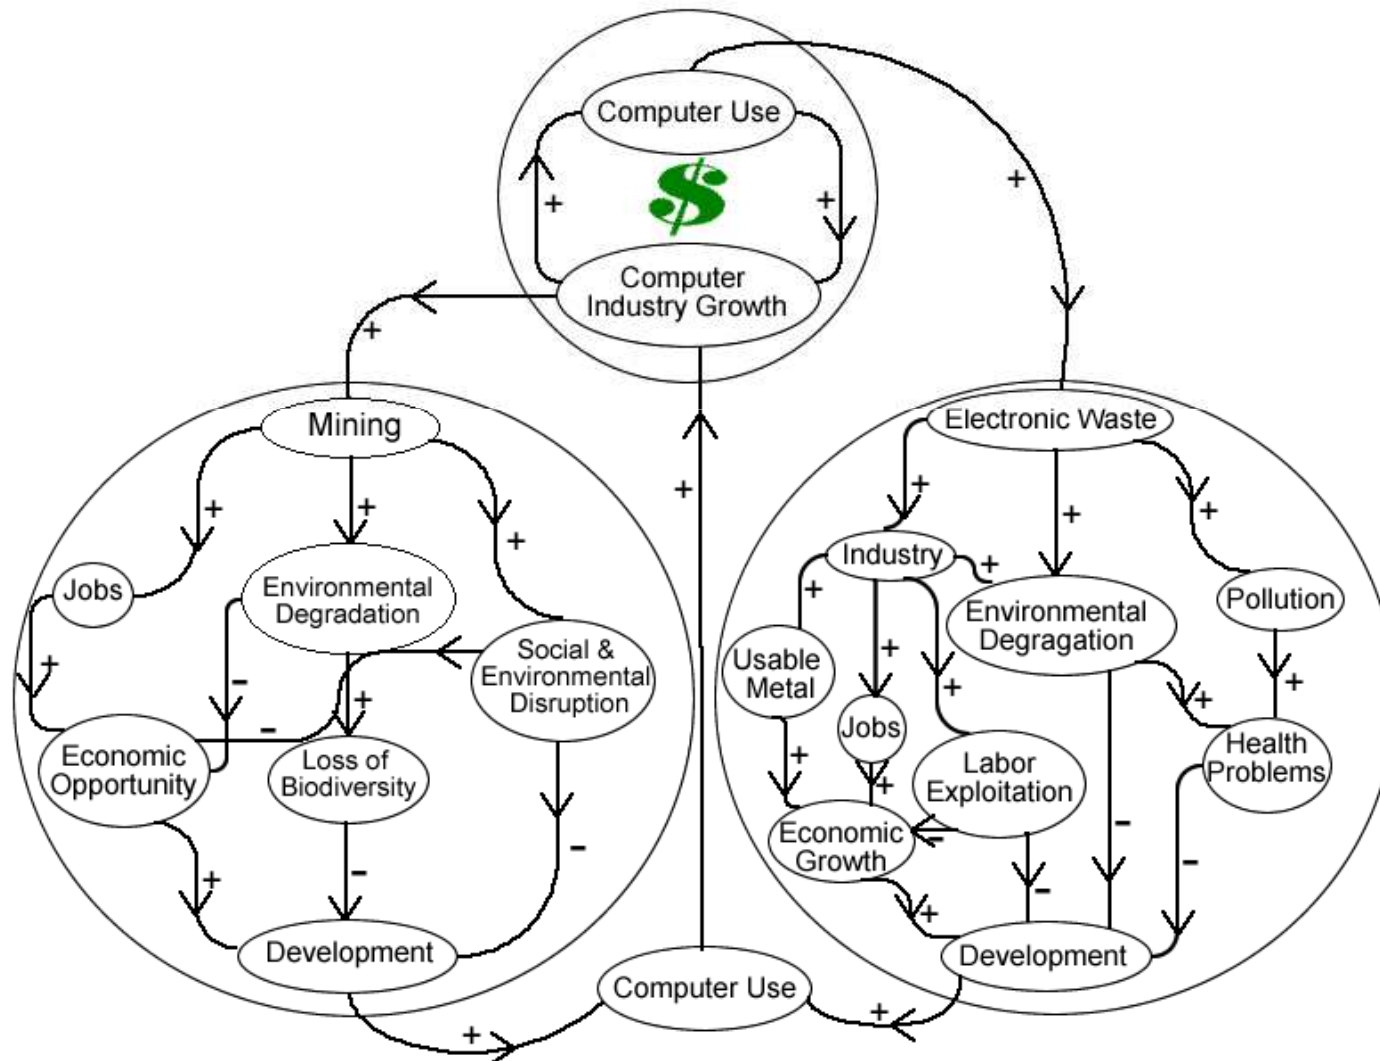 Computer Use
+
+
+
$
Computer
Industry Growth
+
Mining
+
+
+
Jobs
Environmental
Degradation
Social &
Environmental
Disruption
+
-
+
-
Economic
Opportunity
Loss of
Biodiversity
+
-
-
Development
+
+
Computer Use
+
Electronic Waste
+
+
+
Industry
+
+
+
+
Environmental
Degragation
Pollution
Usable
Metal
Jobs
Labor
Exploitation
+
+
Health
Problems
+
+
-
Economic
Growth
-
-
-
+
Development